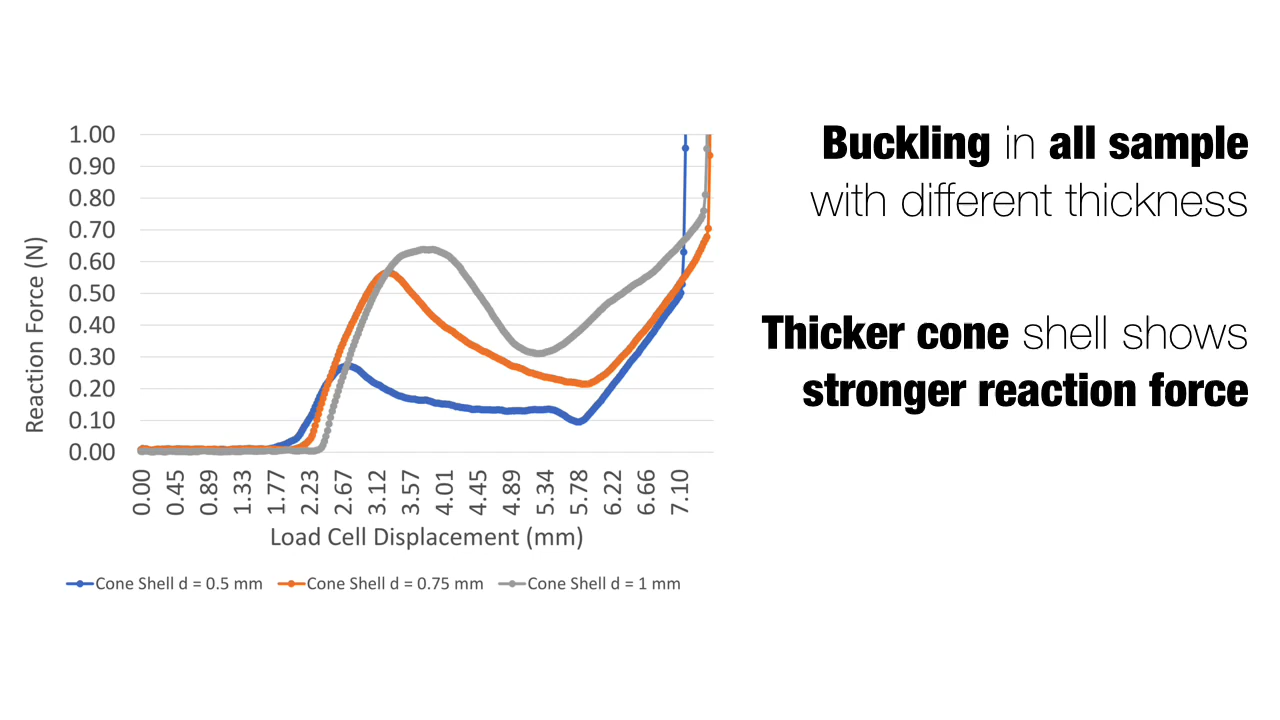 1.00
0.90
0.80
0.70
0.60
0.50
0.40
0.30
0.20
0.10
0.00
Reaction Force (N)
0.00 0.45 0.89 1.33 1.77 2.23 2.67 3.12 3.57 4.01 4.45 4.89 5.34 5.78 6.22 6.66 7.10
Load Cell Displacement (mm)
Cone Shell d = 0.5 mm Cone Shell d = 0.75 mm Cone Shell d = 1 mm
Buckling in all sample
with different thickness
Thicker cone shell shows
stronger reaction force